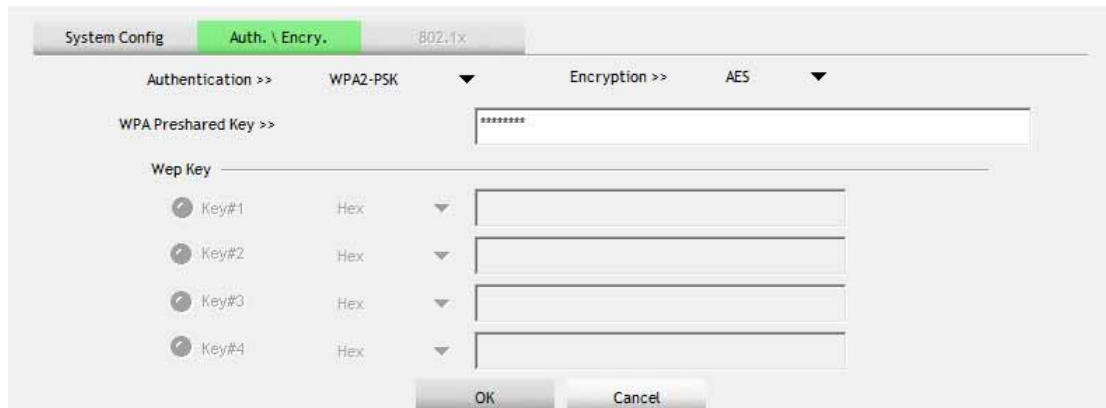 System Config Auth. \ Encry. 802.1x
Authentication >> WPA2-PSK Encryption >> AES
WPA Preshared Key >> ********
Wep Key
Key#1 Hex
Key#2 Hex
Key#3 Hex
Key#4 Hex
OK Cancel